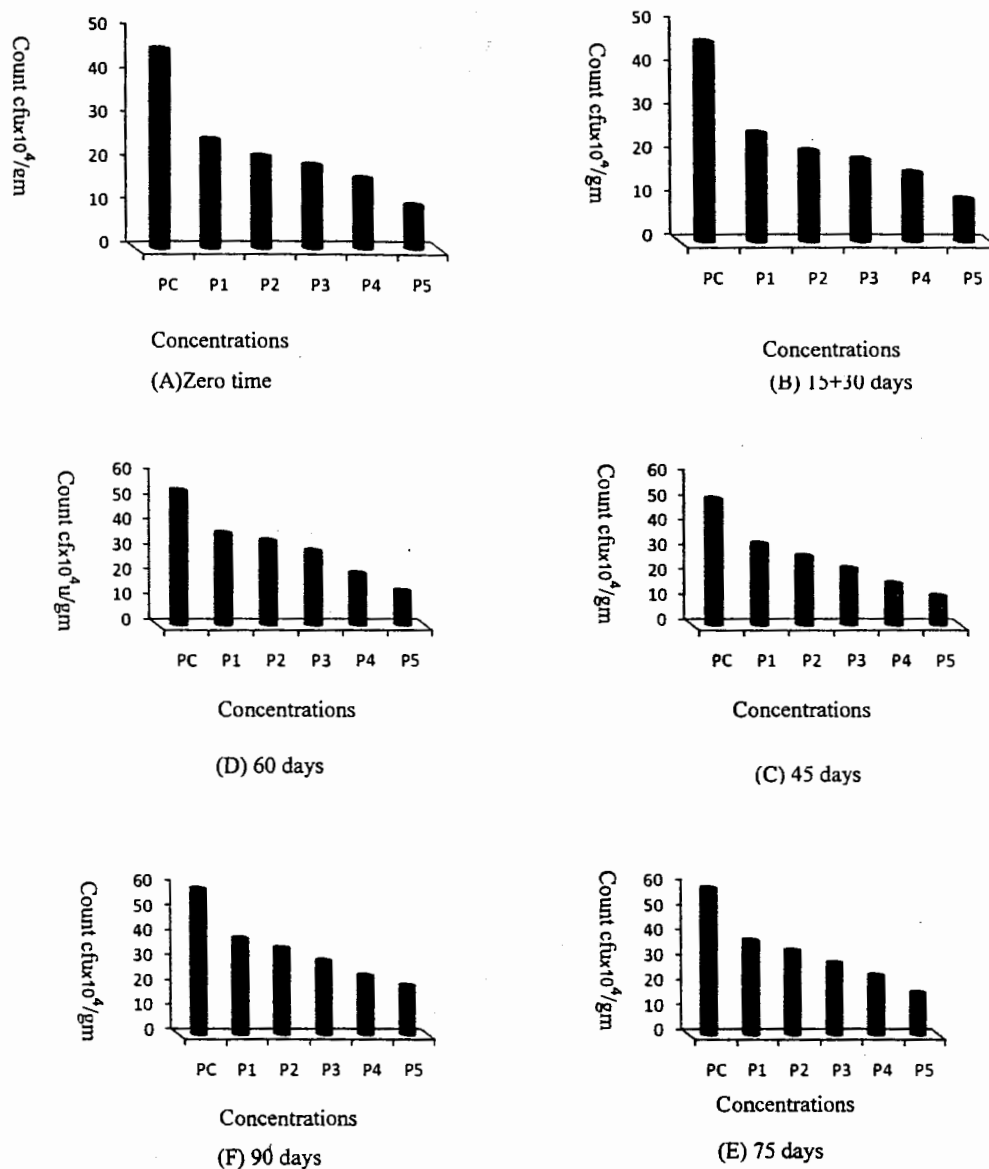 Count cfux10⁴/gm
50
40
30
20
10
0
PC P1 P2 P3 P4 P5
Concentrations
(A)Zero time
Count cfux10⁴/gm
50
40
30
20
10
0
PC P1 P2 P3 P4 P5
Concentrations
(B) 15+30 days
Count cfx10⁴u/gm
60
50
40
30
20
10
0
PC P1 P2 P3 P4 P5
Concentrations
(D) 60 days
Count cfux10⁴/gm
60
50
40
30
20
10
0
PC P1 P2 P3 P4 P5
Concentrations
(C) 45 days
Count cfux10⁴/gm
60
50
40
30
20
10
0
PC P1 P2 P3 P4 P5
Concentrations
(F) 90 days
Count cfux10⁴/gm
60
50
40
30
20
10
0
PC P1 P2 P3 P4 P5
Concentrations
(E) 75 days